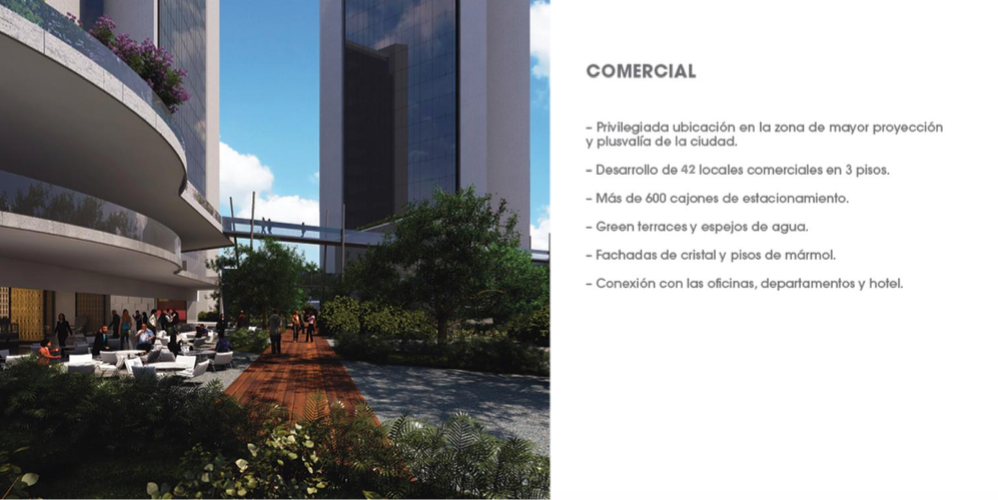 COMERCIAL
– Privilegiada ubicación en la zona de mayor proyección
y plusvalía de la ciudad.
– Desarrollo de 42 locales comerciales en 3 pisos.
– Más de 600 cajones de estacionamiento.
– Green terraces y espejos de agua.
– Fachadas de cristal y pisos de mármol.
– Conexión con las oficinas, departamentos y hotel.